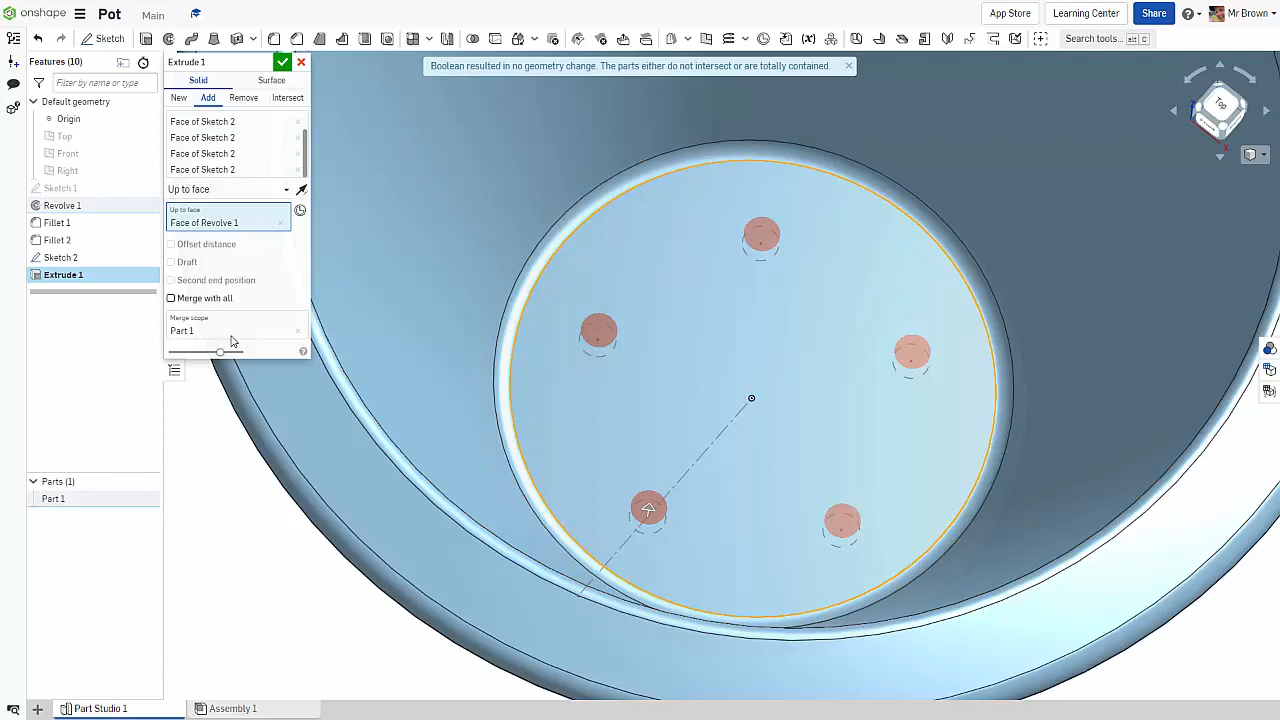 onshape
Pot
Main
App Store
Learning Center
Share
Mr Brown
Sketch
Search tools...
alt C
Features (10)
Filter by name or type
Default geometry
Origin
Top
Front
Right
Sketch 1
Revolve 1
Fillet 1
Fillet 2
Sketch 2
Extrude 1
Parts (1)
Part 1
Extrude 1
Solid
Surface
New
Add
Remove
Intersect
Face of Sketch 2
Face of Sketch 2
Face of Sketch 2
Face of Sketch 2
Up to face
Up to face
Face of Revolve 1
Offset distance
Draft
Second end position
Merge with all
Merge scope
Part 1
Boolean resulted in no geometry change. The parts either do not intersect or are totally contained.
Top
Z
X
Part Studio 1
Assembly 1